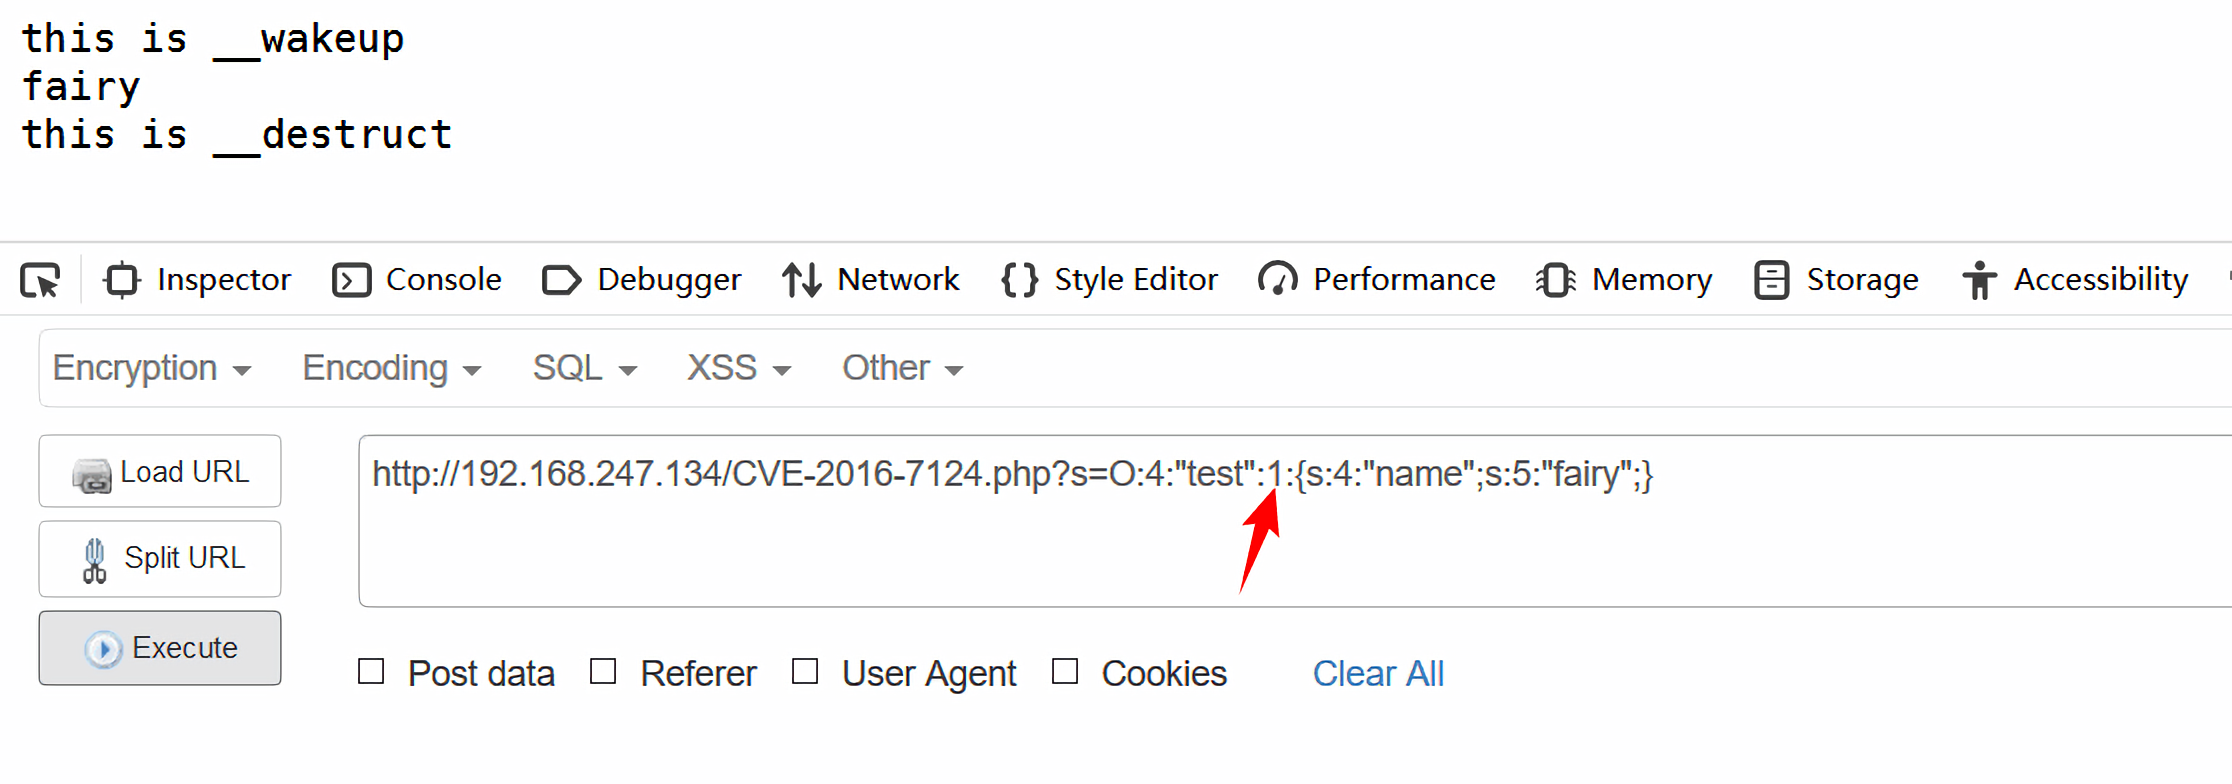 this is __wakeup
fairy
this is __destruct
Inspector Console Debugger Network Style Editor Performance Memory Storage Accessibility
Encryption Encoding SQL XSS Other
Load URL
http://192.168.247.134/CVE-2016-7124.php?s=O:4:"test":1:{s:4:"name";s:5:"fairy";}
Split URL
Execute
Post data Referer User Agent Cookies Clear All